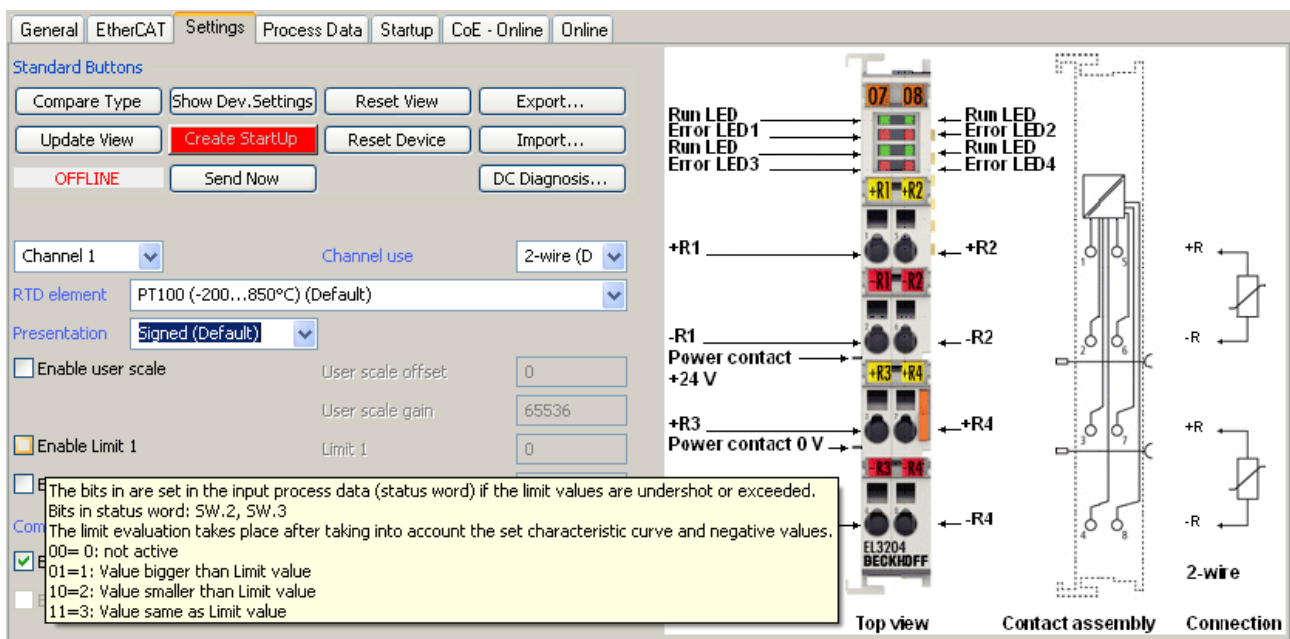 General EtherCAT Settings Process Data Startup CoE - Online Online
Standard Buttons
Compare Type Show Dev.Settings Reset View Export...
Update View Create StartUp Reset Device Import...
OFFLINE Send Now DC Diagnosis...
Channel 1 Channel use 2-wire (D
RTD element PT100 (-200...850°C) (Default)
Presentation Signed (Default)
Enable user scale User scale offset 0
User scale gain 65536
Enable Limit 1 Limit 1 0
E
The bits in are set in the input process data (status word) if the limit values are undershot or exceeded.
Bits in status word: SW.2, SW.3
Com
The limit evaluation takes place after taking into account the set characteristic curve and negative values.
00= 0: not active
E
01=1: Value bigger than Limit value
10=2: Value smaller than Limit value
E
11=3: Value same as Limit value
07 08
Run LED Run LED
Error LED1 Error LED2
Run LED Run LED
Error LED3 Error LED4
+R1 +R2
+R1 +R2
1 5
-R1 -R2
-R1 -R2
2 6
Power contact
+24 V
+R3 +R4
+R3 +R4
3 7
Power contact 0 V
-R3 -R4
-R4
4 8
EL3204
BECKHOFF
+R
-R
+R
-R
2-wire
Top view Contact assembly Connection